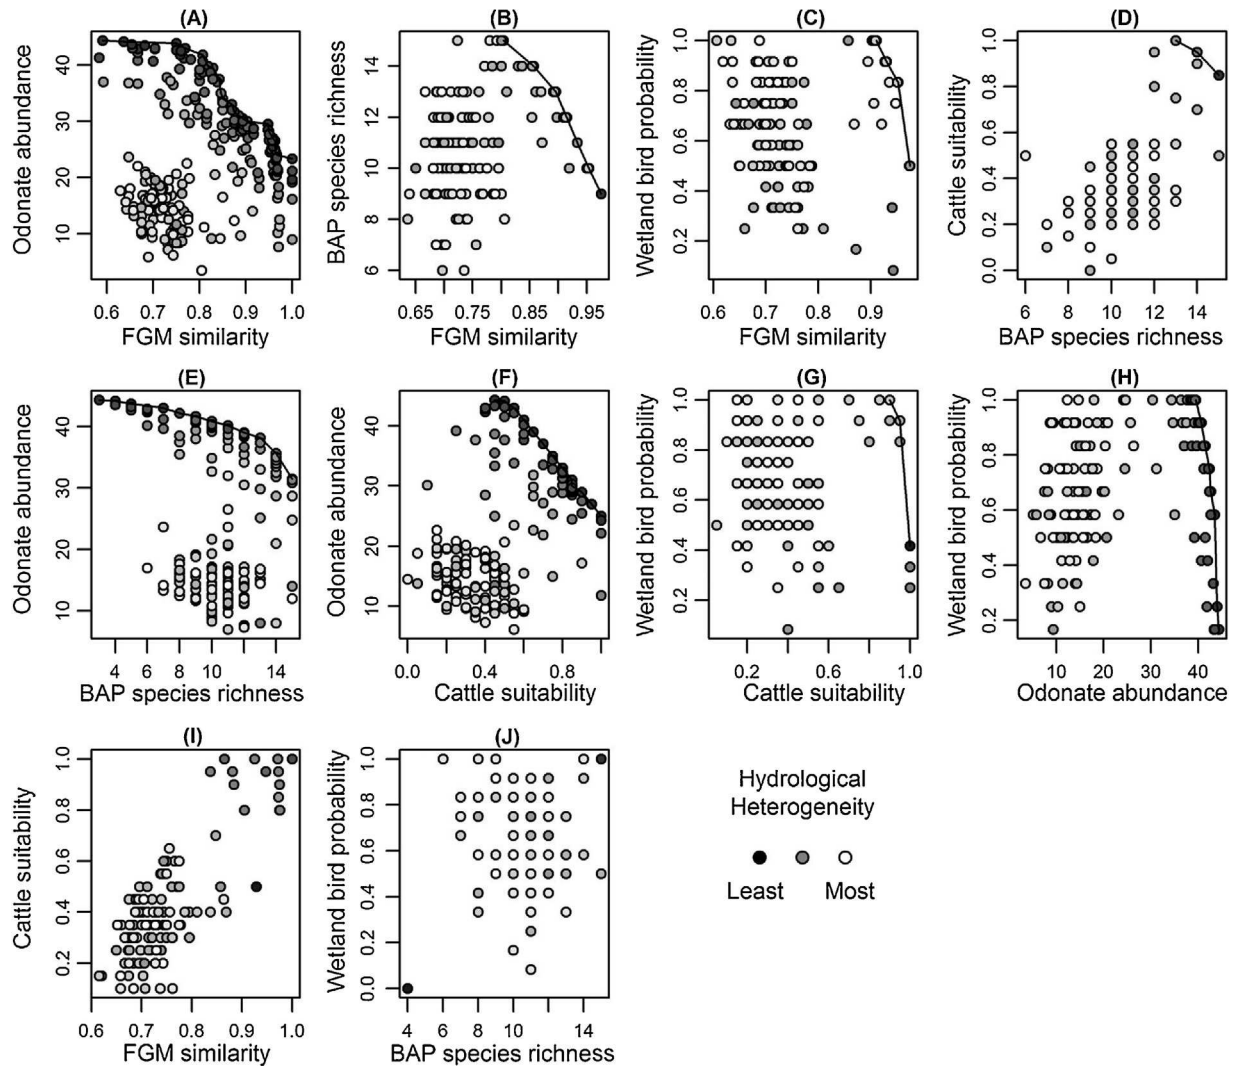 (A)
Odonate abundance
40
30
20
10
0.6 0.7 0.8 0.9 1.0
FGM similarity
(B)
BAP species richness
14
12
10
8
6
0.65 0.75 0.85 0.95
FGM similarity
(C)
Wetland bird probability
1.0
0.8
0.6
0.4
0.2
0.6 0.7 0.8 0.9
FGM similarity
(D)
Cattle suitability
1.0
0.8
0.6
0.4
0.2
0.0
6 8 10 12 14
BAP species richness
(E)
Odonate abundance
40
30
20
10
4 6 8 10 14
BAP species richness
(F)
Odonate abundance
40
30
20
10
0.0 0.4 0.8
Cattle suitability
(G)
Wetland bird probability
1.0
0.8
0.6
0.4
0.2
0.2 0.4 0.6 0.8 1.0
Cattle suitability
(H)
Wetland bird probability
1.0
0.8
0.6
0.4
0.2
10 20 30 40
Odonate abundance
(I)
Cattle suitability
1.0
0.8
0.6
0.4
0.2
0.6 0.7 0.8 0.9 1.0
FGM similarity
(J)
Wetland bird probability
1.0
0.8
0.6
0.4
0.2
0.0
4 6 8 10 14
BAP species richness
Hydrological
Heterogeneity
Least Most